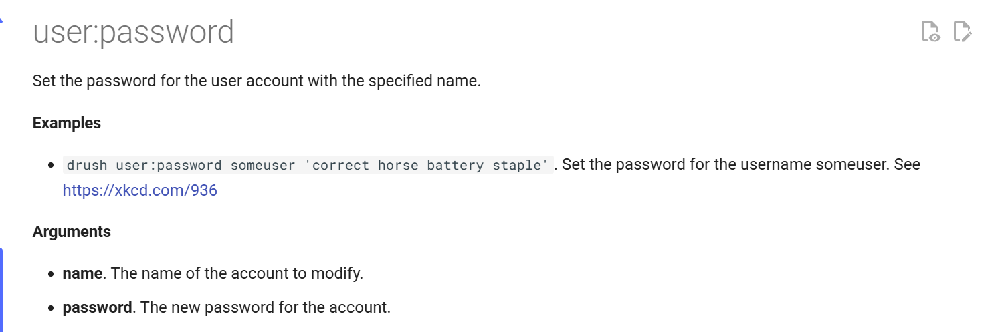 user:password
Set the password for the user account with the specified name.
Examples
drush user:password someuser 'correct horse battery staple' . Set the password for the username someuser. See
https://xkcd.com/936
Arguments
name. The name of the account to modify.
password. The new password for the account.